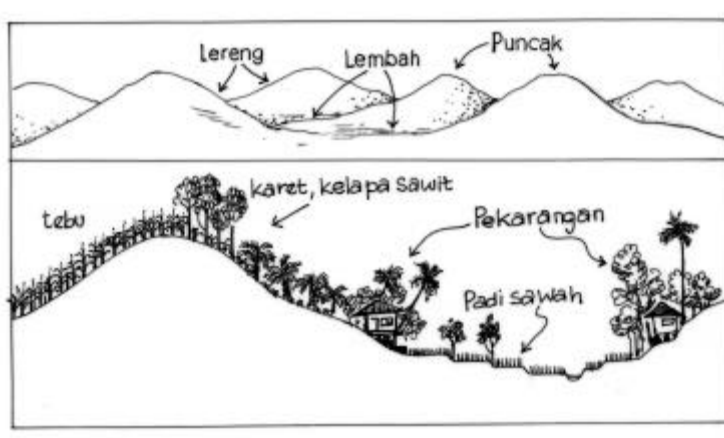 Lereng
Lembah
Puncak
tebu
karet, kelapa sawit
Pekarangan
Padi sawah